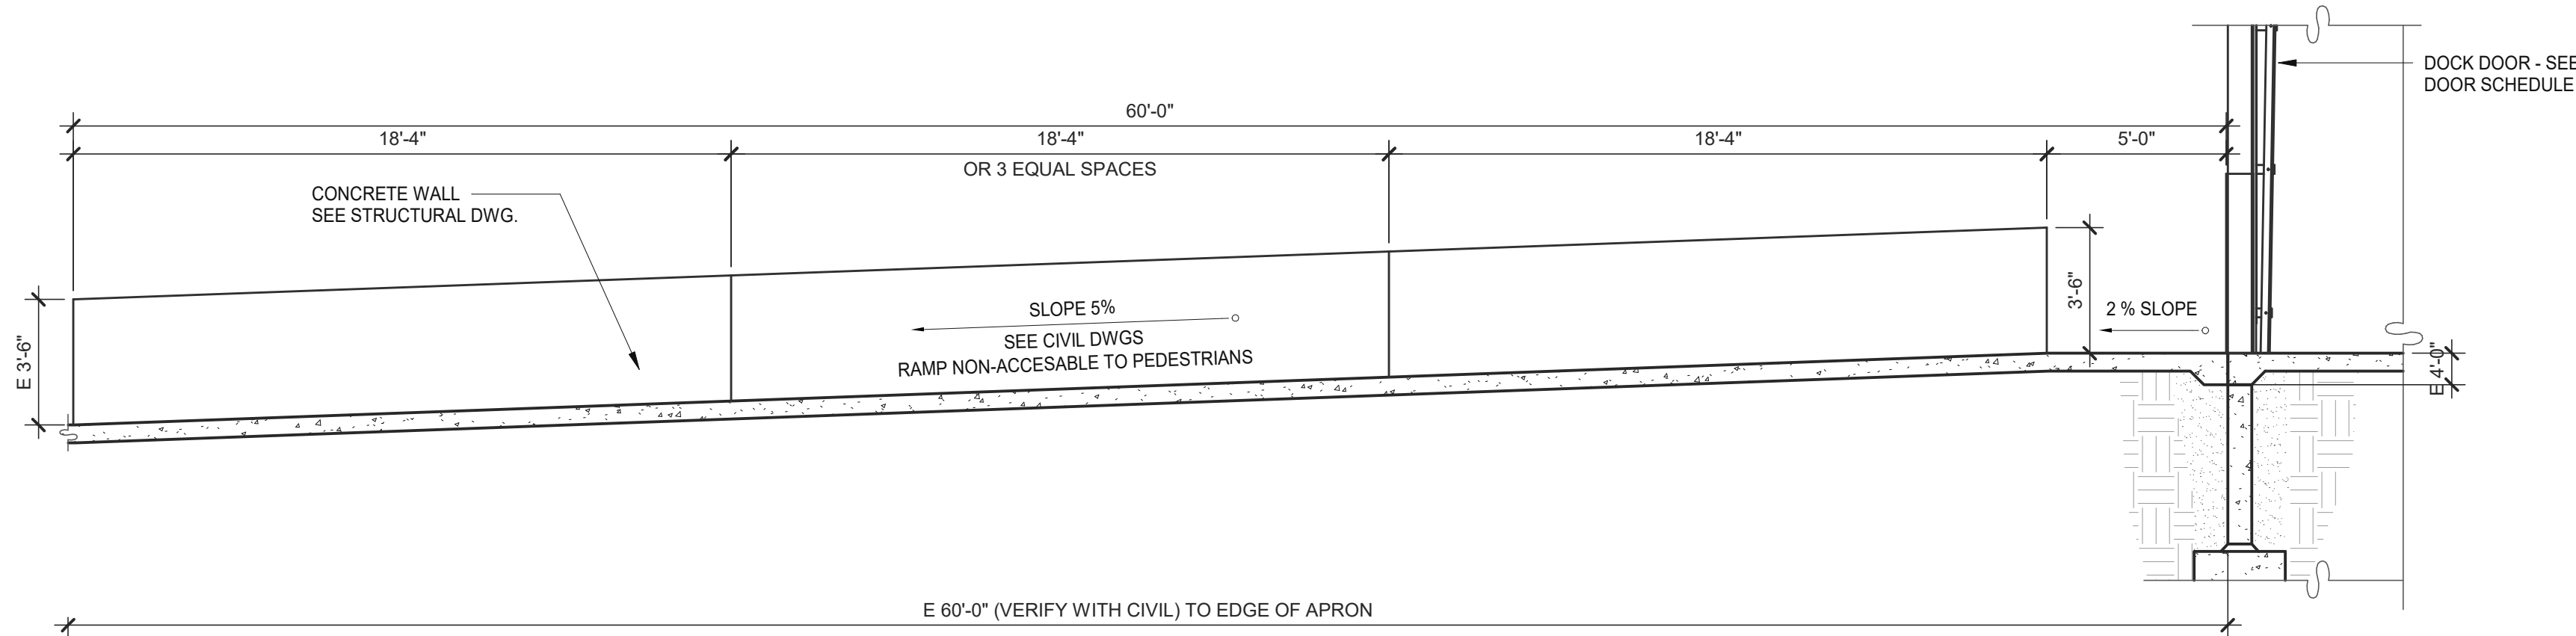 DOCK DOOR - SEE
DOOR SCHEDULE
60'-0"
18'-4"
18'-4"
18'-4"
5'-0"
OR 3 EQUAL SPACES
CONCRETE WALL
SEE STRUCTURAL DWG.
SLOPE 5%
SEE CIVIL DWGS
RAMP NON-ACCESABLE TO PEDESTRIANS
E 3'-6"
3'-6"
2 % SLOPE
E 4'-0"
E 60'-0" (VERIFY WITH CIVIL) TO EDGE OF APRON